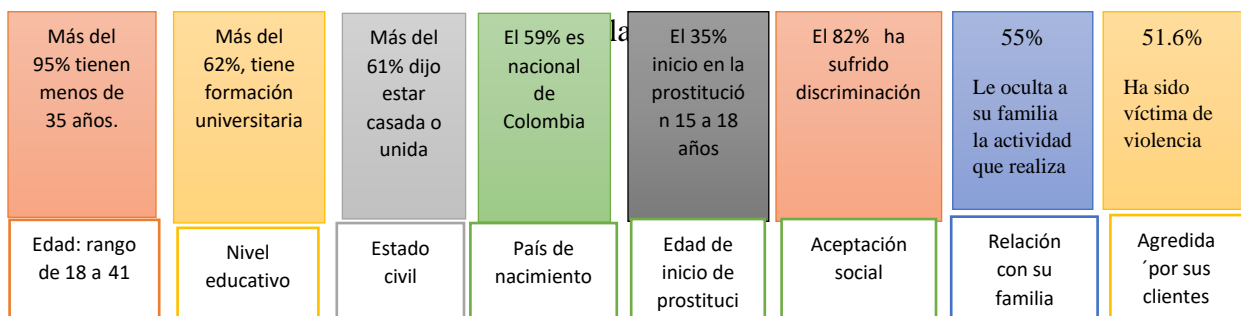 la
Más del
95% tienen
menos de
35 años.
Más del
62%, tiene
formación
universitaria
Más del
61% dijo
estar
casada o
unida
El 59% es
nacional
de
Colombia
El 35%
inicio en la
prostitució
n 15 a 18
años
El 82% ha
sufrido
discriminación
55%
Le oculta a
su familia
la actividad
que realiza
51.6%
Ha sido
víctima de
violencia
Edad: rango
de 18 a 41
Nivel
educativo
Estado
civil
País de
nacimiento
Edad de
inicio de
prostituci
Aceptación
social
Relación
con su
familia
Agredida
´por sus
clientes